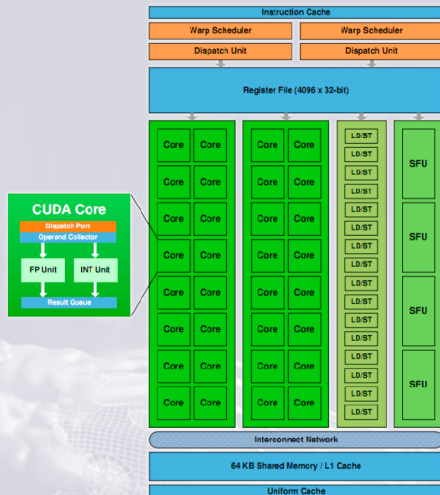 Instruction Cache
Warp Scheduler Warp Scheduler
Dispatch Unit Dispatch Unit
Register File (4096 x 32-bit)
LD/ST
Core Core Core Core LD/ST SFU
LD/ST
Core Core Core Core LD/ST
LD/ST
Core Core Core Core LD/ST SFU
LD/ST
Core Core Core Core LD/ST
LD/ST
Core Core Core Core LD/ST SFU
LD/ST
Core Core Core Core LD/ST
LD/ST
Core Core Core Core LD/ST SFU
LD/ST
Core Core Core Core LD/ST
CUDA Core
Dispatch Port
Operand Collector
FP Unit INT Unit
Result Queue
Interconnect Network
64 KB Shared Memory / L1 Cache
Uniform Cache